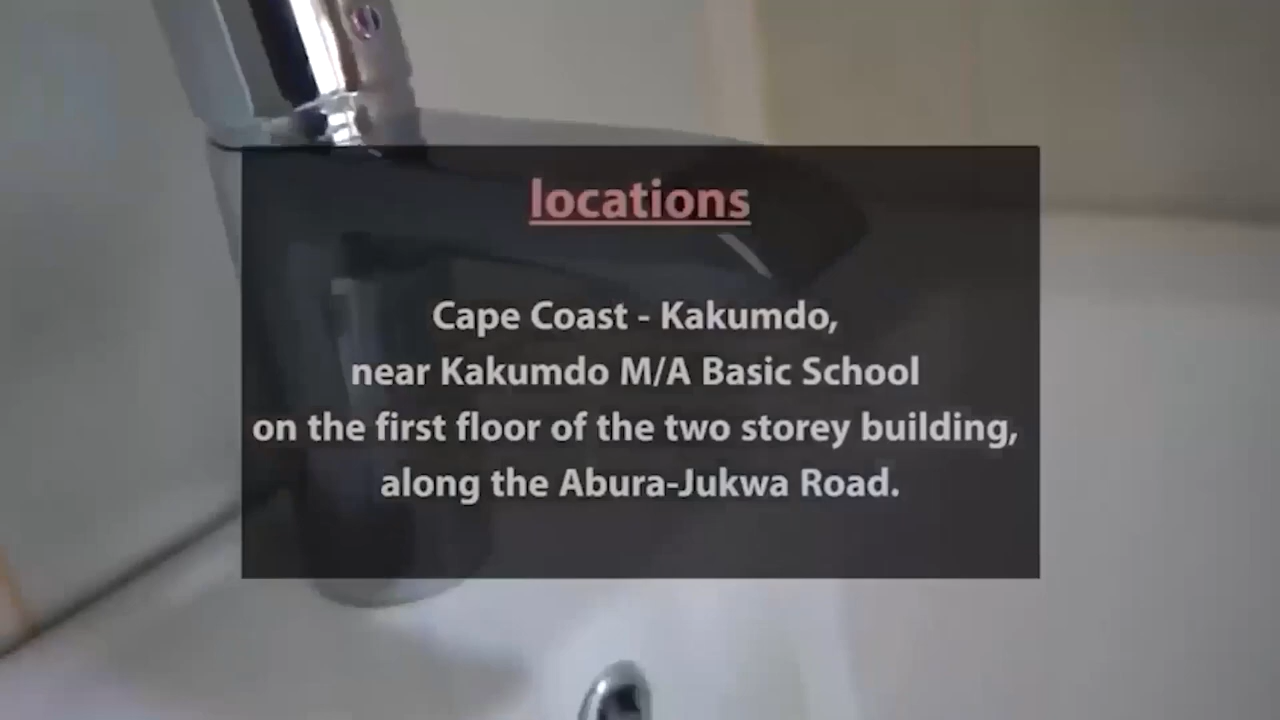 locations
Cape Coast - Kakumdo,
near Kakumdo M/A Basic School
on the first floor of the two storey building,
along the Abura-Jukwa Road.